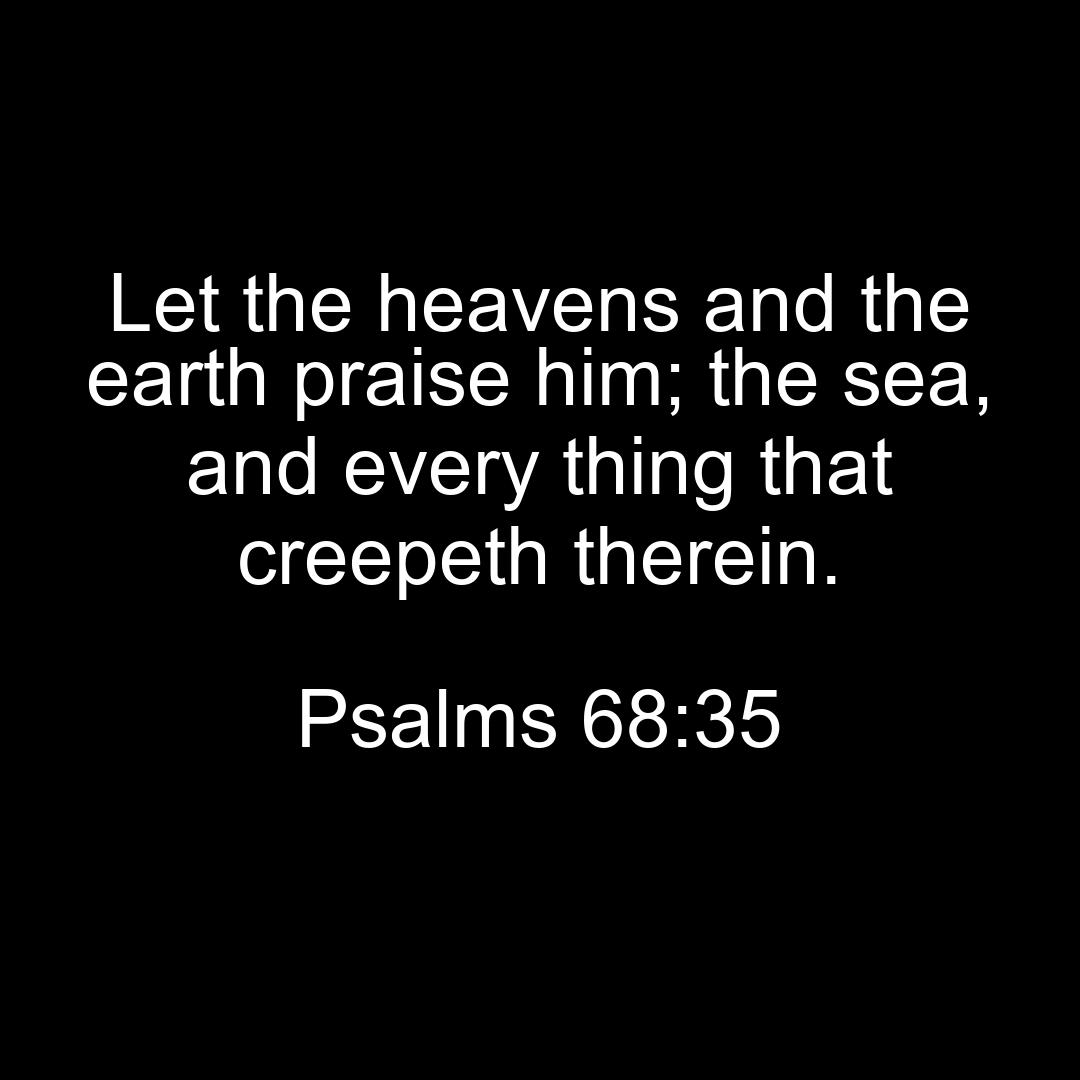 Let the heavens and the
earth praise him; the sea,
and every thing that
creepeth therein.
Psalms 68:35